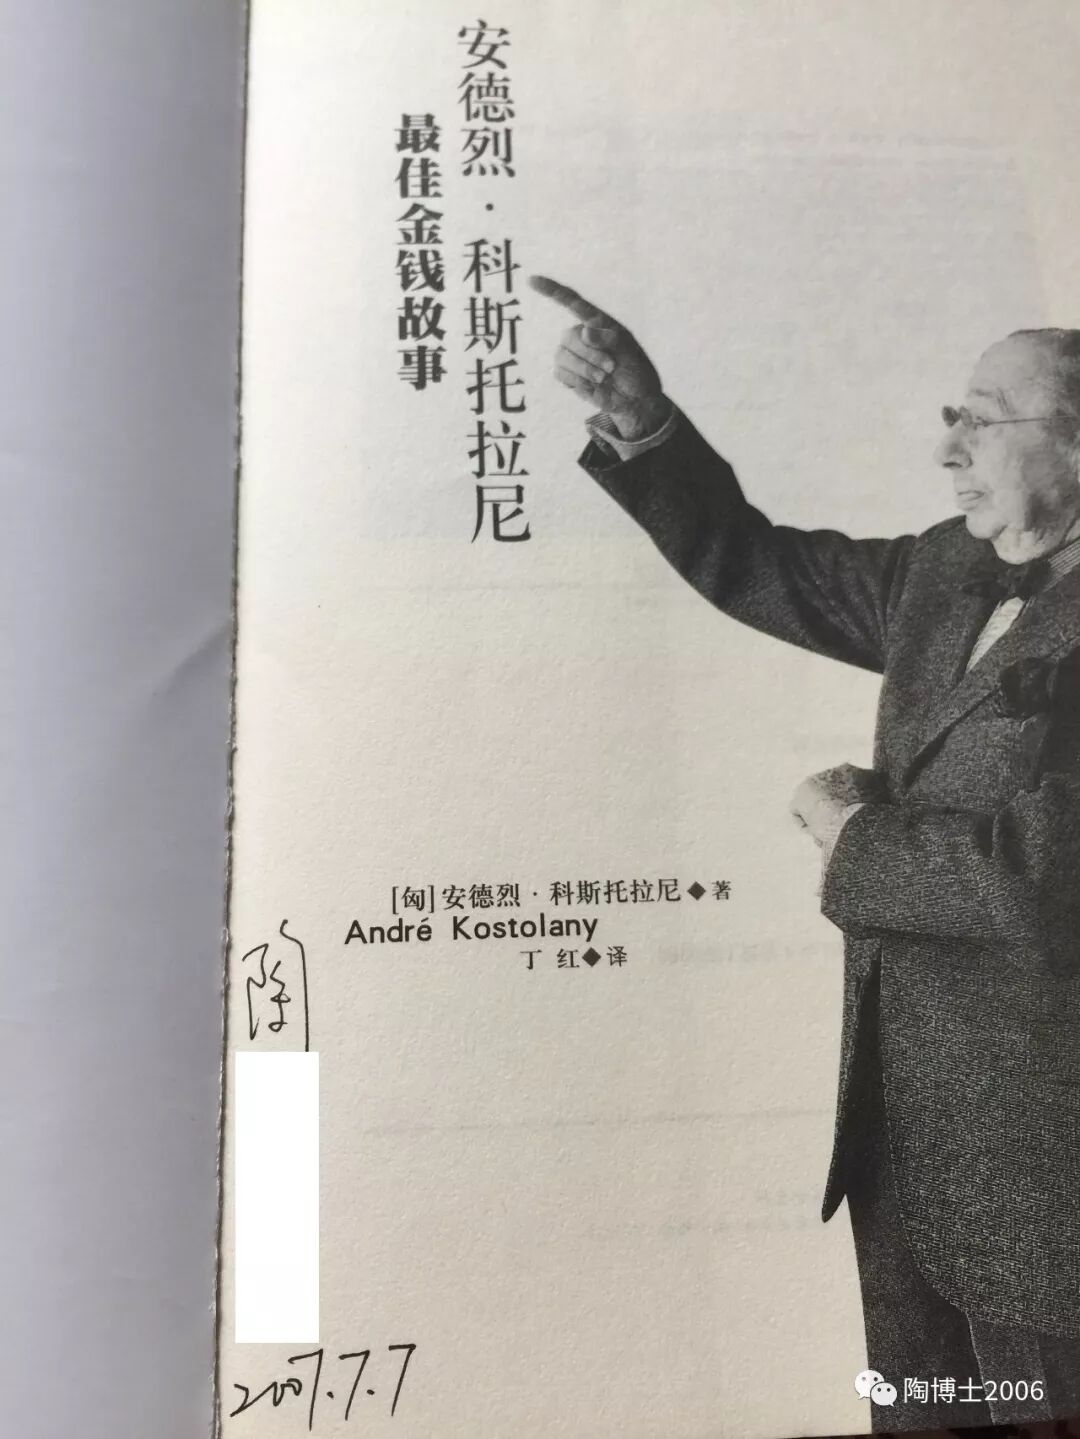 安德烈·科斯托拉尼
最佳金钱故事
[匈]安德烈·科斯托拉尼◆著
André Kostolany
丁 红◆译
陶
2007.7.7
陶博士2006